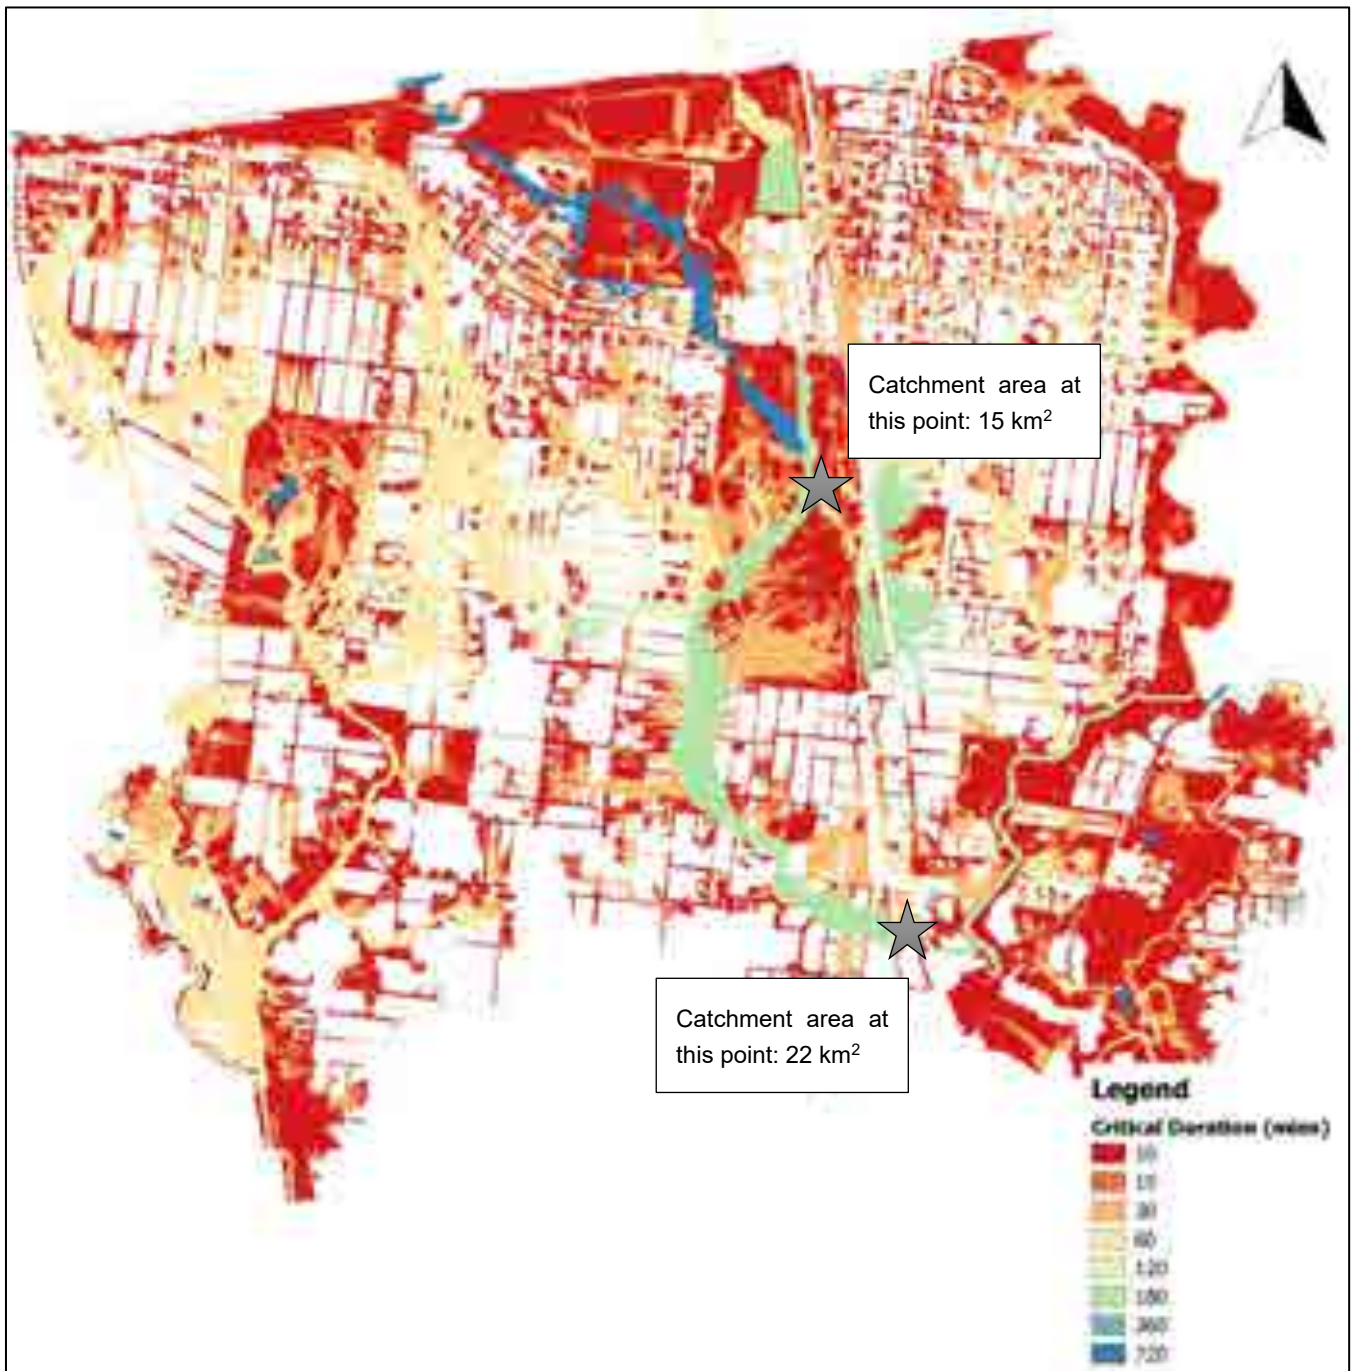 Catchment area at
this point: 15 km²
Catchment area at
this point: 22 km²
Legend
Critical Duration (mins)
10
15
30
60
120
180
360
720